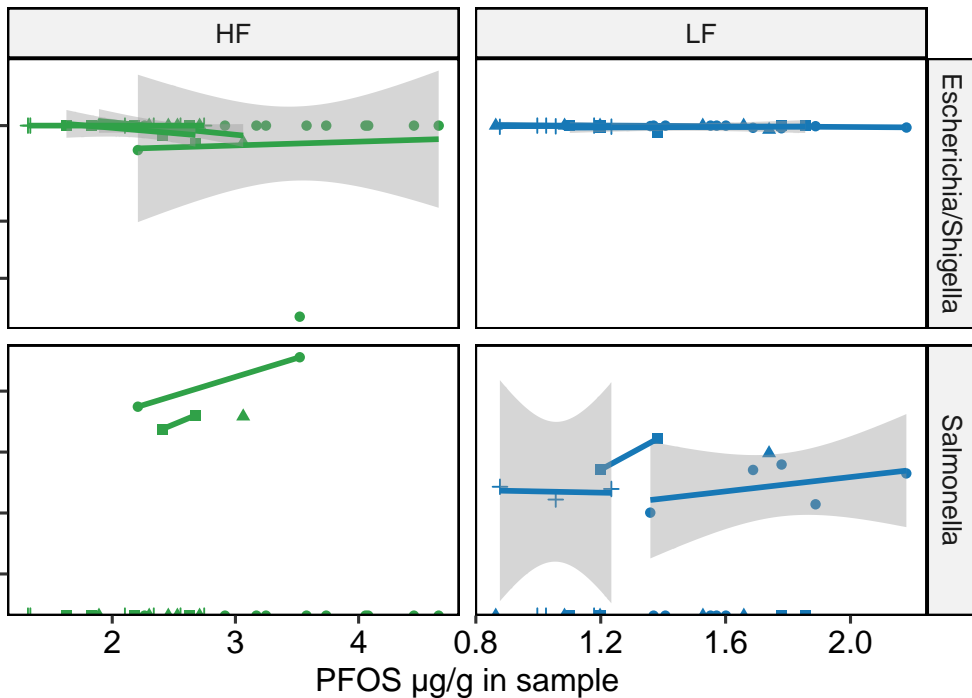 HF
LF
Escherichia/Shigella
Salmonella
2 3 4 0.8 1.2 1.6 2.0
PFOS µg/g in sample